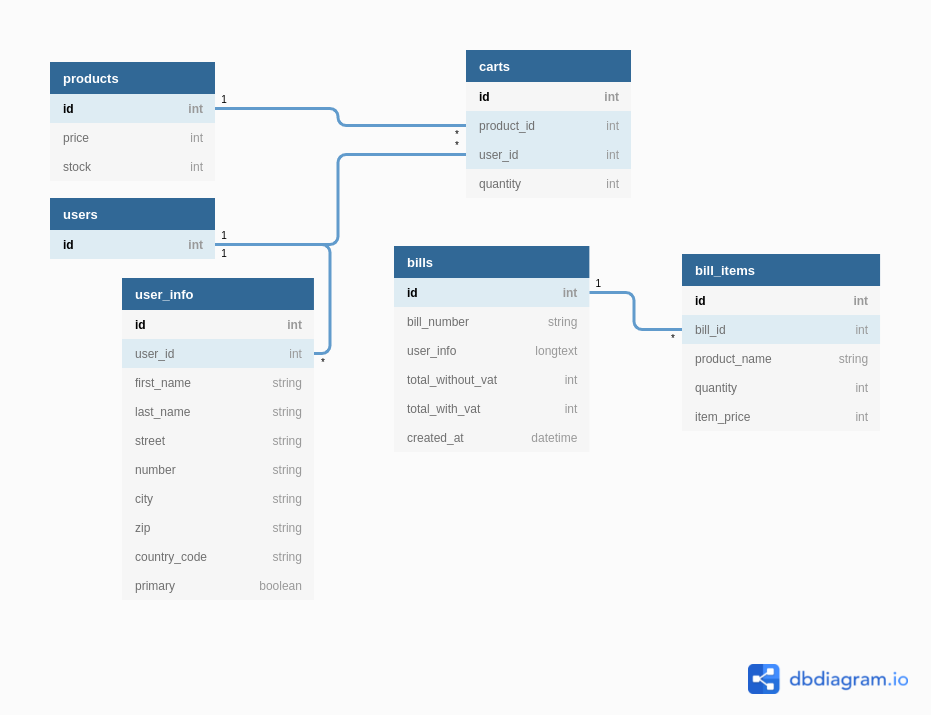 products
id int
price int
stock int
1
carts
id int
product_id int
user_id int
quantity int
*
*
users
id int
1
1
user_info
id int
user_id int
first_name string
last_name string
street string
number string
city string
zip string
country_code string
primary boolean
*
bills
id int
bill_number string
user_info longtext
total_without_vat int
total_with_vat int
created_at datetime
1
bill_items
id int
bill_id int
product_name string
quantity int
item_price int
*
dbdiagram.io